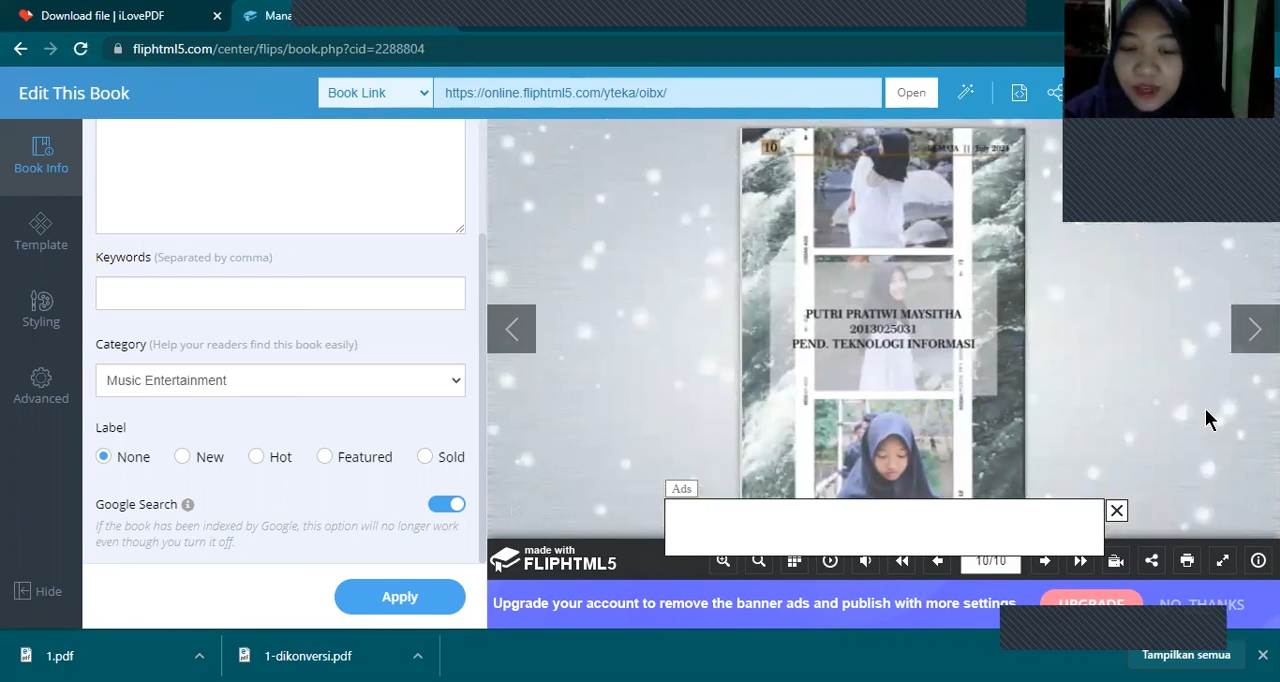 Download file | iLovePDF
Mana
fliphtml5.com/center/flips/book.php?cid=2288804
Edit This Book
Book Link
https://online.fliphtml5.com/yteka/oibx/
Open
Book Info
Template
Styling
Advanced
Hide
Keywords (Separated by comma)
Category (Help your readers find this book easily)
Music Entertainment
Label
None New Hot Featured Sold
Google Search
If the book has been indexed by Google, this option will no longer work
even though you turn it off.
Apply
10
July 2021
PUTRI PRATIWI MAYSITHA
2013025031
PEND. TEKNOLOGI INFORMASI
Ads
made with
FLIPHTML5
10/10
Upgrade your account to remove the banner ads and publish with more settings
UPGRADE
NO, THANKS
1.pdf
1-dikonversi.pdf
Tampilkan semua